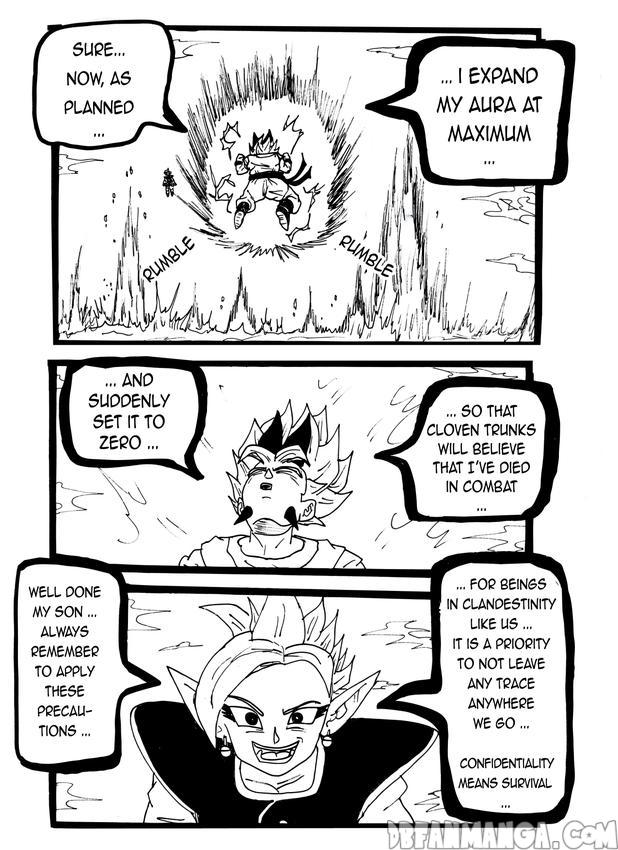 SURE...
NOW, AS
PLANNED
...
... I EXPAND
MY AURA AT
MAXIMUM
...
RUMBLE
RUMBLE
... AND
SUDDENLY
SET IT TO
ZERO ...
... SO THAT
CLOVEN TRUNKS
WILL BELIEVE
THAT I'VE DIED
IN COMBAT
...
WELL DONE
MY SON ...
ALWAYS
REMEMBER
TO APPLY
THESE
PRECAU-
TIONS ...
... FOR BEINGS
IN CLANDESTINITY
LIKE US ...
IT IS A PRIORITY
TO NOT LEAVE
ANY TRACE
ANYWHERE
WE GO ...
CONFIDENTIALITY
MEANS SURVIVAL
...
DBFANMANGA.COM